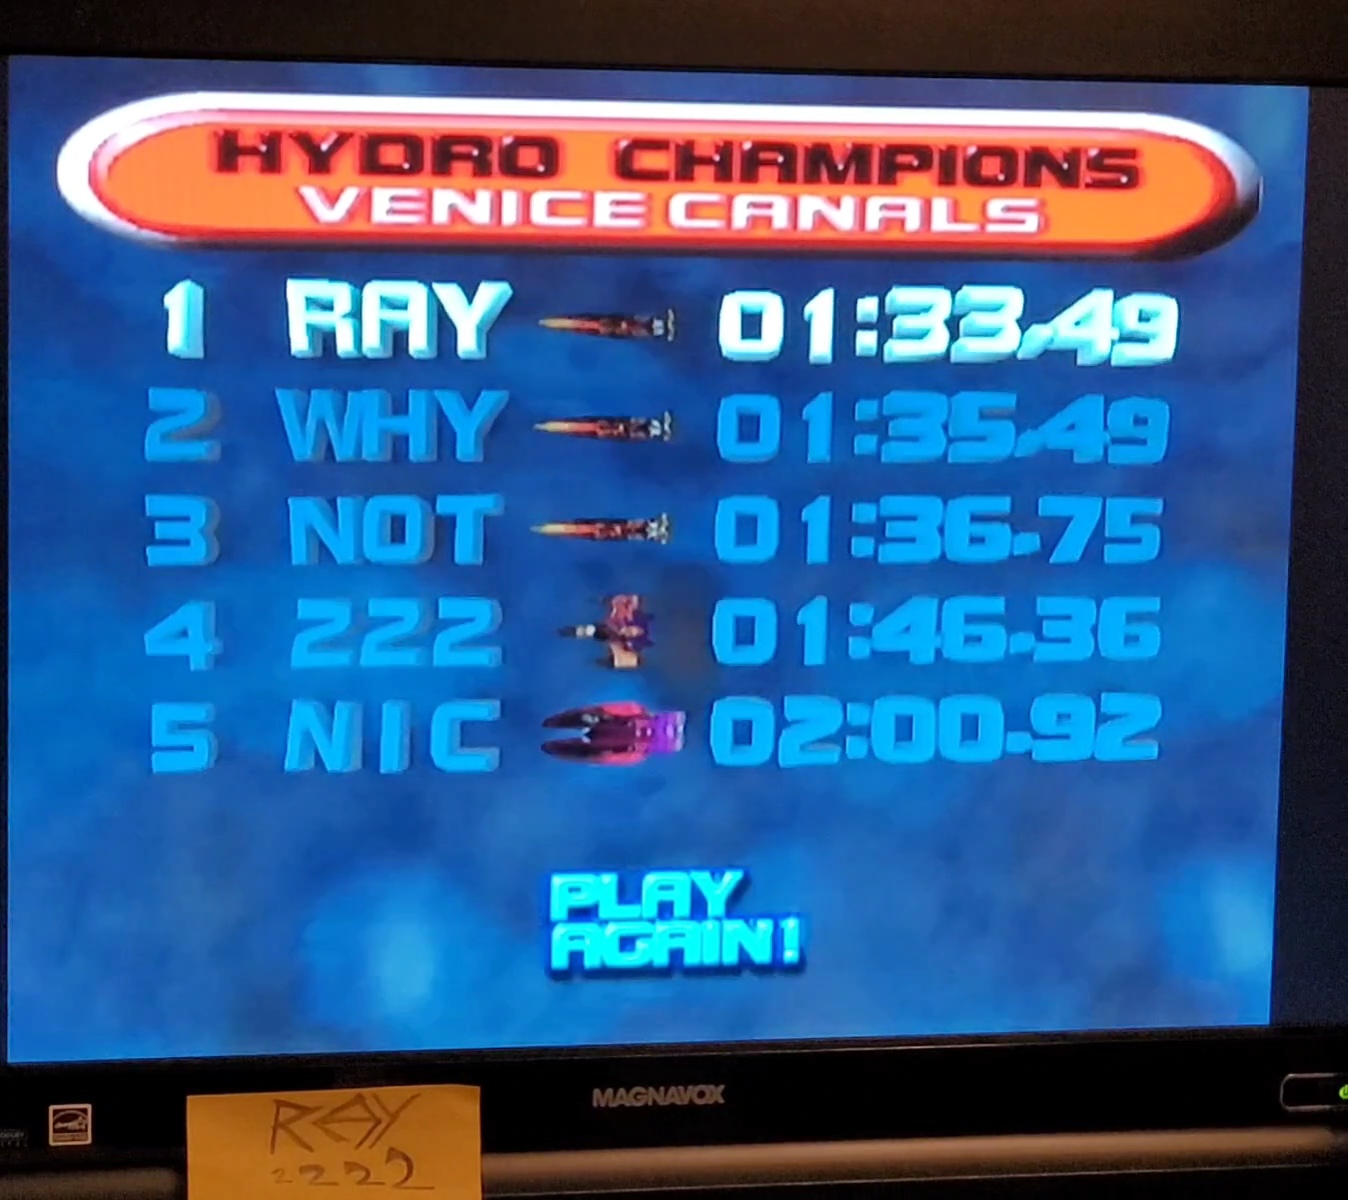 HYDRO CHAMPIONS
VENICE CANALS
1 RAY 01:33.49
2 WHY 01:35.49
3 NOT 01:36.75
4 222 01:46.36
5 NIC 02:00.92
PLAY
AGAIN!
MAGNAVOX
RAY
2222